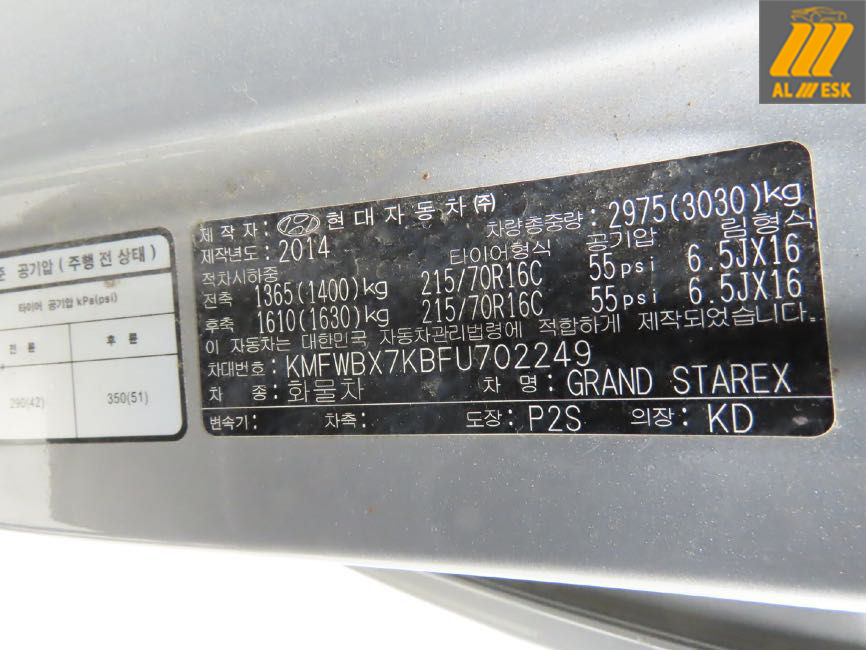 AL ESK
준 공기압 ( 주행 전 상태 )
타이어 공기압 kPa(psi)
전 륜 후 륜
290(42) 350(51)
제 작 자 : 현 대 자 동 차 ㈜ 차량총중량 : 2975(3030)kg
제작년도 : 2014 타이어형식 공기압 림형식
적차시하중
전축 1365(1400)kg 215/70R16C 55psi 6.5JX16
후축 1610(1630)kg 215/70R16C 55psi 6.5JX16
이 자동차는 대한민국 자동차관리법령에 적합하게 제작되었습니다.
차대번호 : KMFWBX7KBFU702249
차 종 : 화물차 차 명 : GRAND STAREX
변속기 : 차축 : 도장 : P2S 의장 : KD